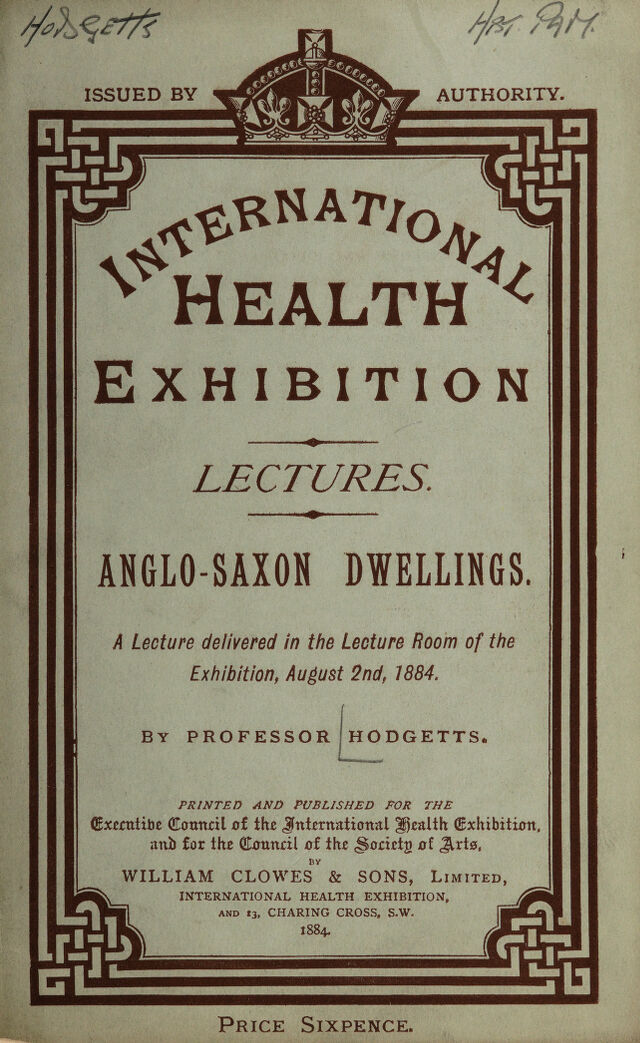 Hodgetts Hist. Pam.
ISSUED BY AUTHORITY.
INTERNATIONAL
HEALTH
EXHIBITION
LECTURES.
ANGLO-SAXON DWELLINGS.
A Lecture delivered in the Lecture Room of the
Exhibition, August 2nd, 1884.
BY PROFESSOR HODGETTS.
PRINTED AND PUBLISHED FOR THE
Executive Council of the International Health Exhibition,
and for the Council of the Society of Arts,
BY
WILLIAM CLOWES & SONS, LIMITED,
INTERNATIONAL HEALTH EXHIBITION,
AND 13, CHARING CROSS, S.W.
1884.
PRICE SIXPENCE.